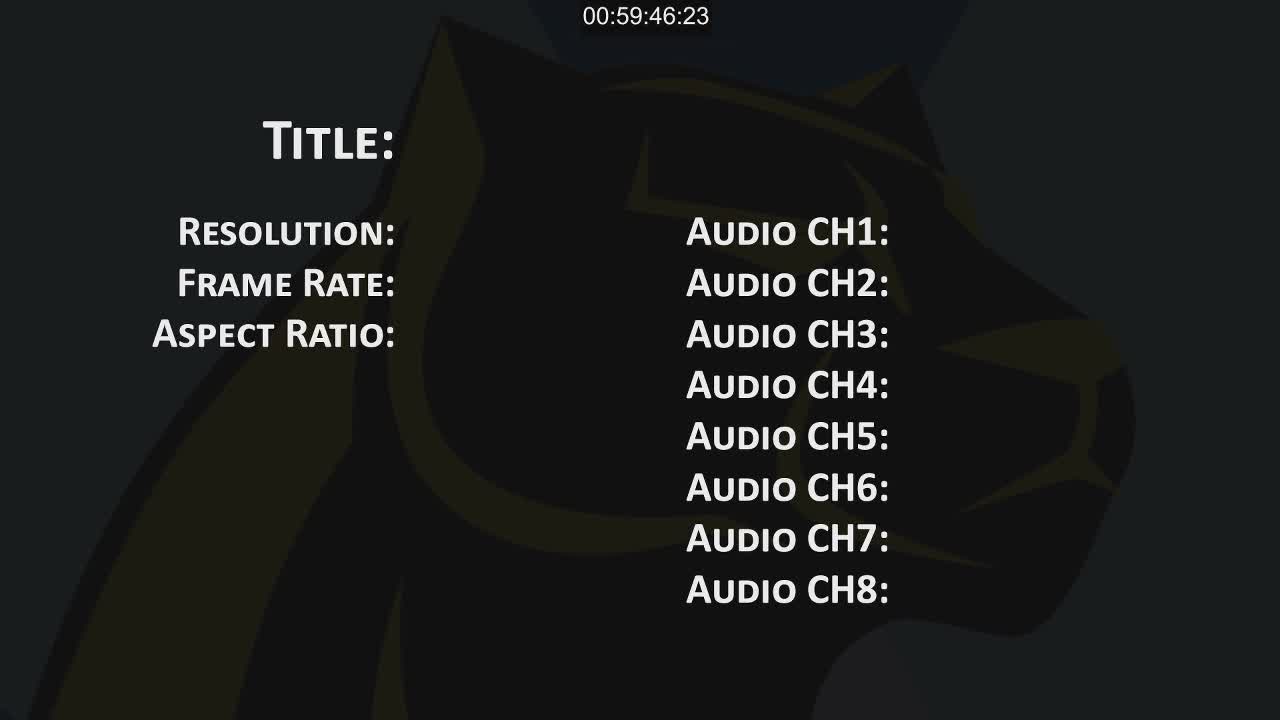 00:59:46:23
Title:
Resolution:
Frame Rate:
Aspect Ratio:
Audio CH1:
Audio CH2:
Audio CH3:
Audio CH4:
Audio CH5:
Audio CH6:
Audio CH7:
Audio CH8: